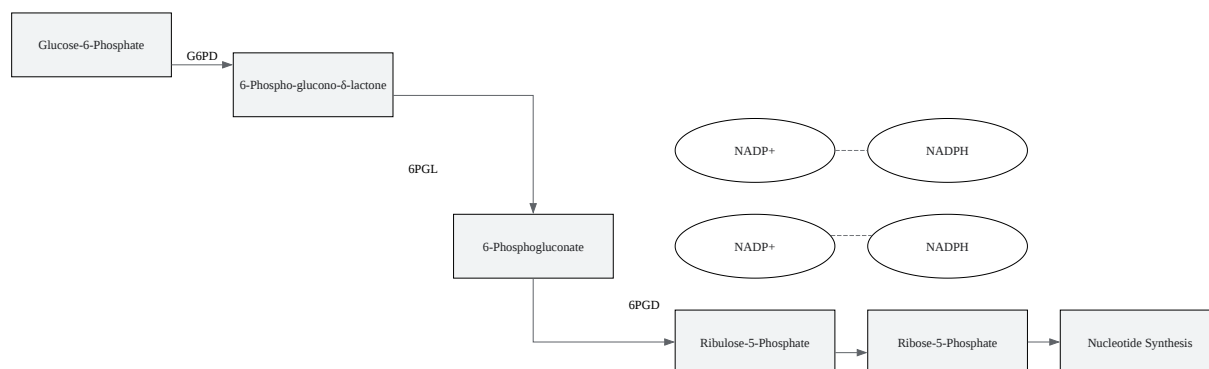 Glucose-6-Phosphate
G6PD
6-Phospho-glucono-δ-lactone
6PGL
NADP+
NADPH
6-Phosphogluconate
NADP+
NADPH
6PGD
Ribulose-5-Phosphate
Ribose-5-Phosphate
Nucleotide Synthesis